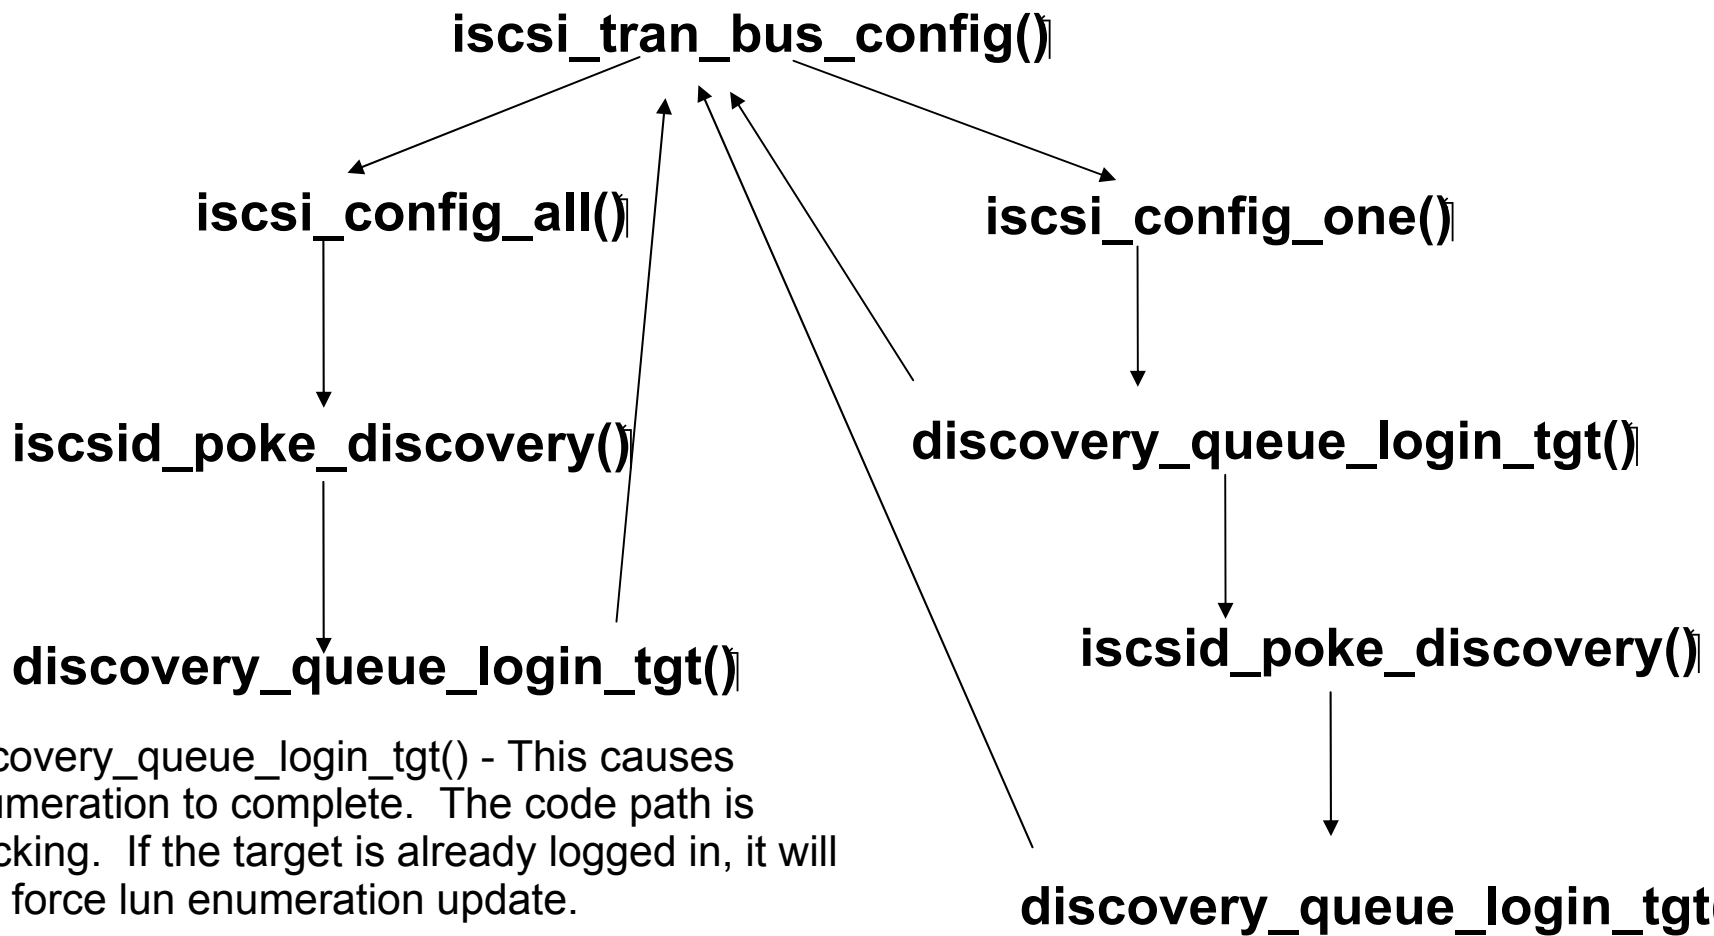 iscsi_tran_bus_config()
iscsi_config_all()
iscsi_config_one()
iscsid_poke_discovery()
discovery_queue_login_tgt()
discovery_queue_login_tgt()
iscsid_poke_discovery()
covery_queue_login_tgt() - This causes
umeration to complete. The code path is
cking. If the target is already logged in, it will
force lun enumeration update.
discovery_queue_login_tgt(